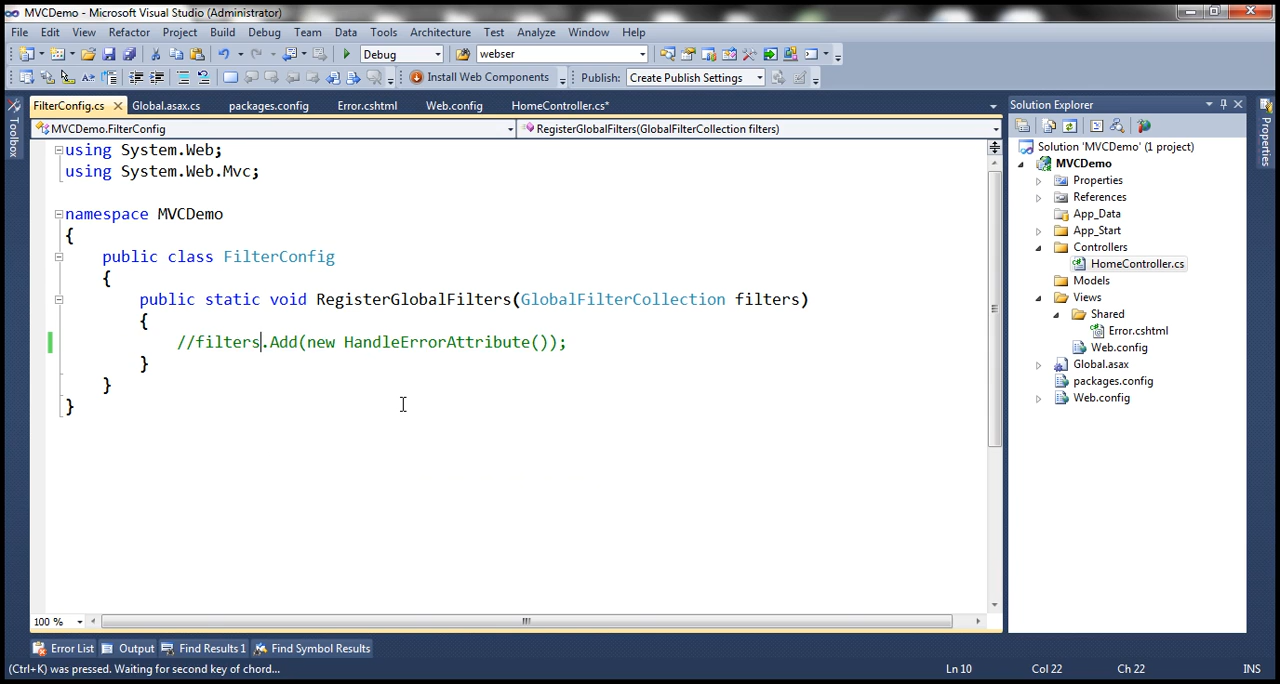 MVCDemo - Microsoft Visual Studio (Administrator)
File Edit View Refactor Project Build Debug Team Data Tools Architecture Test Analyze Window Help
Debug webser
Install Web Components Publish: Create Publish Settings
FilterConfig.cs Global.asax.cs packages.config Error.cshtml Web.config HomeController.cs*
MVCDemo.FilterConfig RegisterGlobalFilters(GlobalFilterCollection filters)
Toolbox
using System.Web;
using System.Web.Mvc;
namespace MVCDemo
{
public class FilterConfig
{
public static void RegisterGlobalFilters(GlobalFilterCollection filters)
{
//filters.Add(new HandleErrorAttribute());
}
}
}
100 %
Solution Explorer
Solution 'MVCDemo' (1 project)
MVCDemo
Properties
References
App_Data
App_Start
Controllers
HomeController.cs
Models
Views
Shared
Error.cshtml
Web.config
Global.asax
packages.config
Web.config
Properties
Error List Output Find Results 1 Find Symbol Results
(Ctrl+K) was pressed. Waiting for second key of chord... Ln 10 Col 22 Ch 22 INS